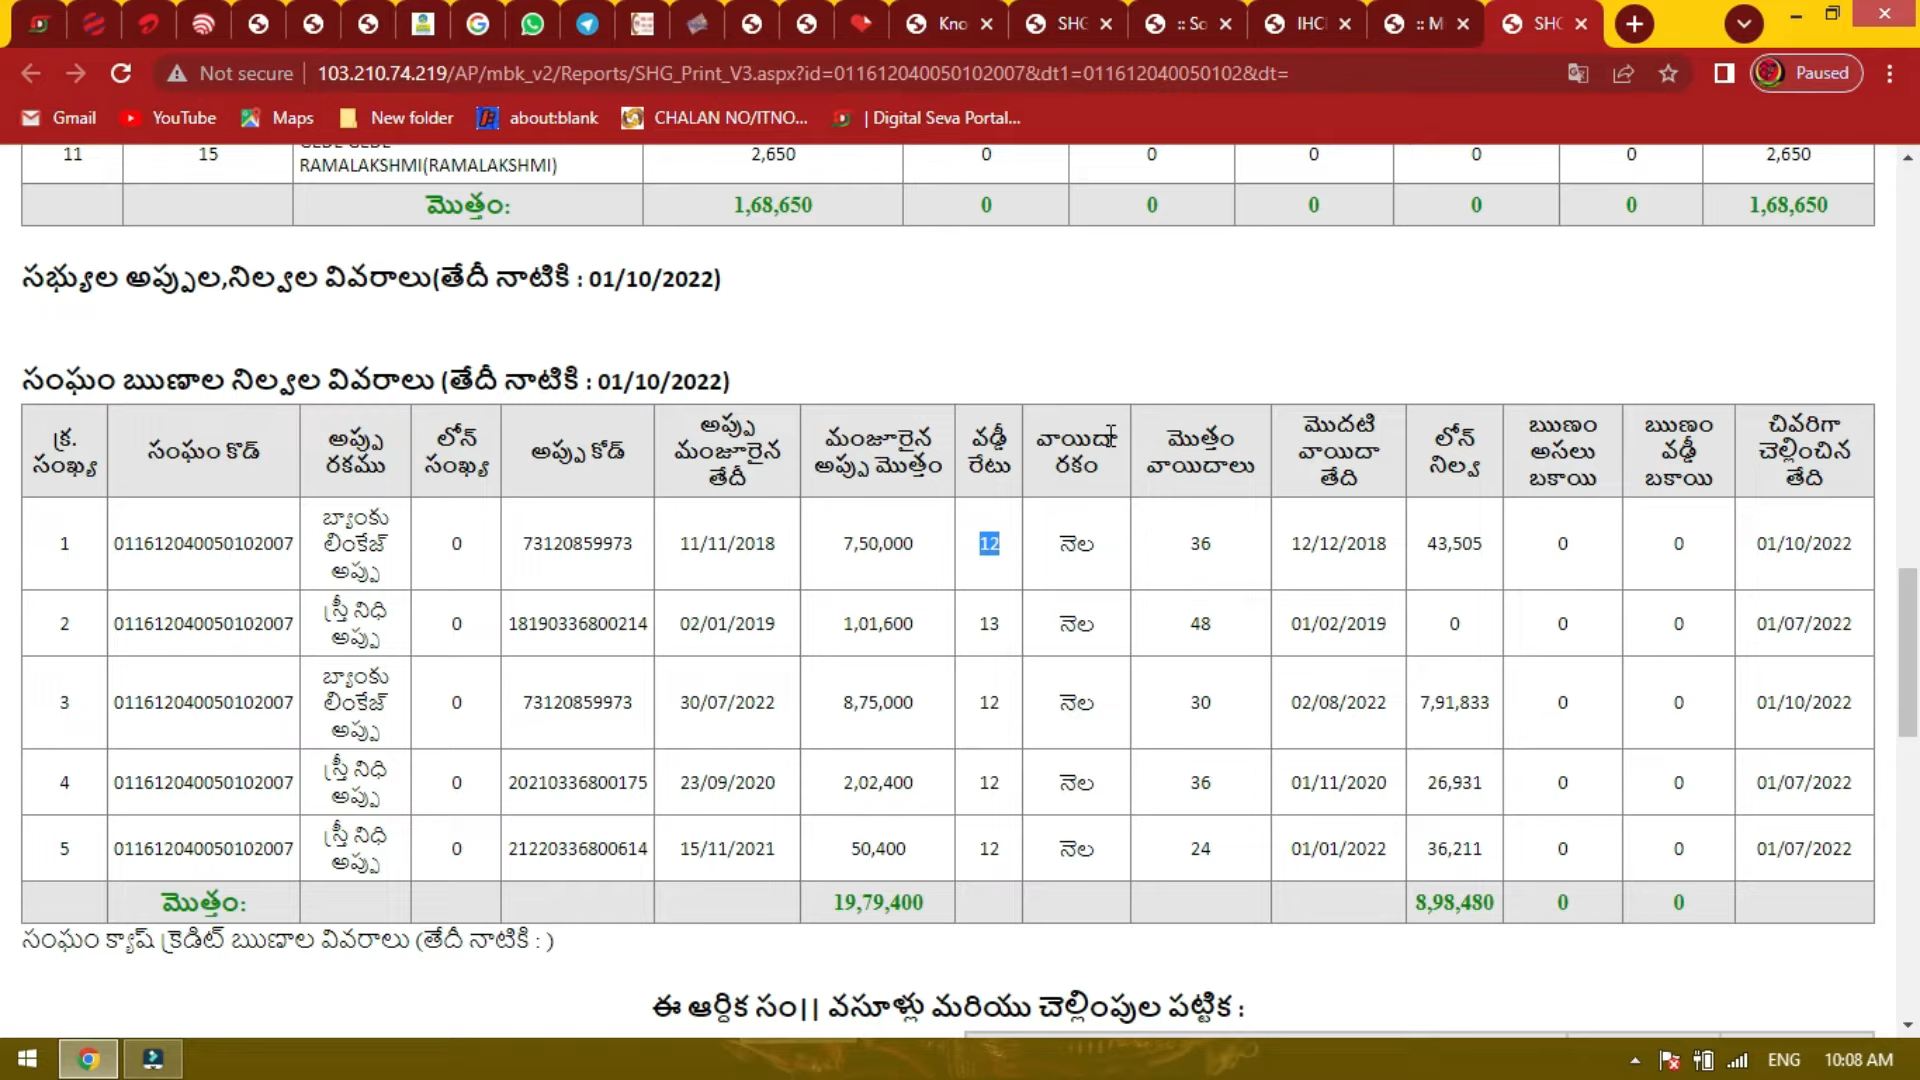 Kno SHG :: So IHCI :: M SHG
Not secure 103.210.74.219/AP/mbk_v2/Reports/SHG_Print_V3.aspx?id=011612040050102007&dt1=011612040050102&dt= Paused
Gmail YouTube Maps New folder about:blank CHALAN NO/ITNO... | Digital Seva Portal...
11 15 RAMALAKSHMI(RAMALAKSHMI) 2,650 0 0 0 0 0 2,650
మొత్తం: 1,68,650 0 0 0 0 0 1,68,650
సభ్యుల అప్పుల,నిల్వల వివరాలు(తేదీ నాటికి : 01/10/2022)
సంఘం ఋణాల నిల్వల వివరాలు (తేదీ నాటికి : 01/10/2022)
క్ర. సంఖ్య సంఘం కొడ్ అప్పు రకము లోన్ సంఖ్య అప్పు కోడ్ అప్పు మంజూరైన తేదీ మంజూరైన అప్పు మొత్తం వడ్డీ రేటు వాయిదా రకం మొత్తం వాయిదాలు మొదటి వాయిదా తేది లోన్ నిల్వ ఋణం అసలు బకాయి ఋణం వడ్డీ బకాయి చివరిగా చెల్లించిన తేది
1 011612040050102007 బ్యాంకు లింకేజ్ అప్పు 0 73120859973 11/11/2018 7,50,000 12 నెల 36 12/12/2018 43,505 0 0 01/10/2022
2 011612040050102007 స్త్రీ నిధి అప్పు 0 18190336800214 02/01/2019 1,01,600 13 నెల 48 01/02/2019 0 0 0 01/07/2022
3 011612040050102007 బ్యాంకు లింకేజ్ అప్పు 0 73120859973 30/07/2022 8,75,000 12 నెల 30 02/08/2022 7,91,833 0 0 01/10/2022
4 011612040050102007 స్త్రీ నిధి అప్పు 0 20210336800175 23/09/2020 2,02,400 12 నెల 36 01/11/2020 26,931 0 0 01/07/2022
5 011612040050102007 స్త్రీ నిధి అప్పు 0 21220336800614 15/11/2021 50,400 12 నెల 24 01/01/2022 36,211 0 0 01/07/2022
మొత్తం: 19,79,400 8,98,480 0 0
సంఘం క్యాష్ క్రెడిట్ ఋణాల వివరాలు (తేదీ నాటికి : )
ఈ ఆర్దిక సం|| వసూళ్లు మరియు చెల్లింపుల పట్టిక :
ENG 10:08 AM